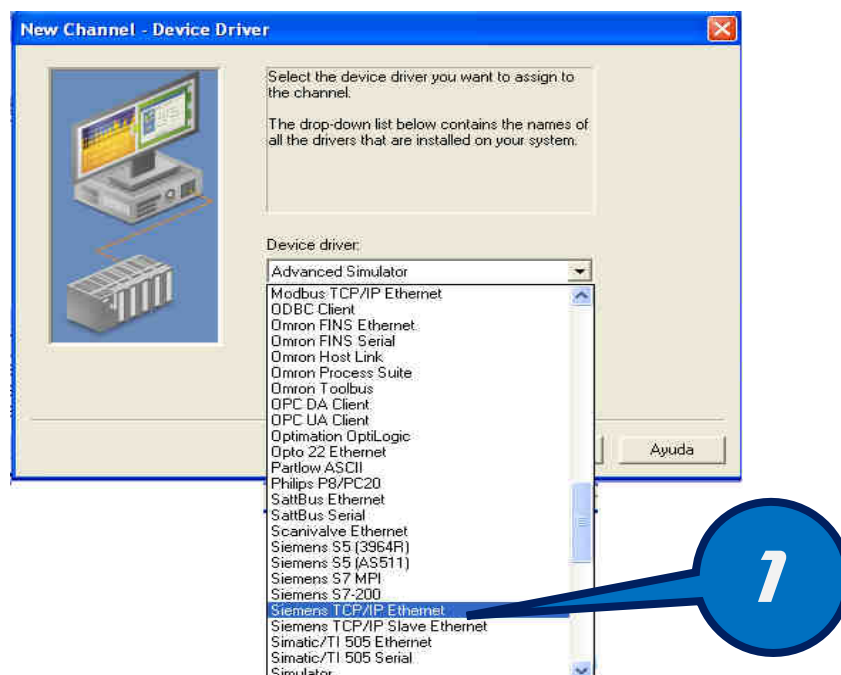 New Channel - Device Driver
Select the device driver you want to assign to
the channel.
The drop-down list below contains the names of
all the drivers that are installed on your system.
Device driver:
Advanced Simulator
Modbus TCP/IP Ethernet
ODBC Client
Omron FINS Ethernet
Omron FINS Serial
Omron Host Link
Omron Process Suite
Omron Toolbus
OPC DA Client
OPC UA Client
Optimation OptiLogic
Opto 22 Ethernet
Partlow ASCII
Philips P8/PC20
SattBus Ethernet
SattBus Serial
Scanivalve Ethernet
Siemens S5 (3964R)
Siemens S5 (AS511)
Siemens S7 MPI
Siemens S7-200
Siemens TCP/IP Ethernet
Siemens TCP/IP Slave Ethernet
Simatic/TI 505 Ethernet
Simatic/TI 505 Serial
Simulator
Ayuda
7